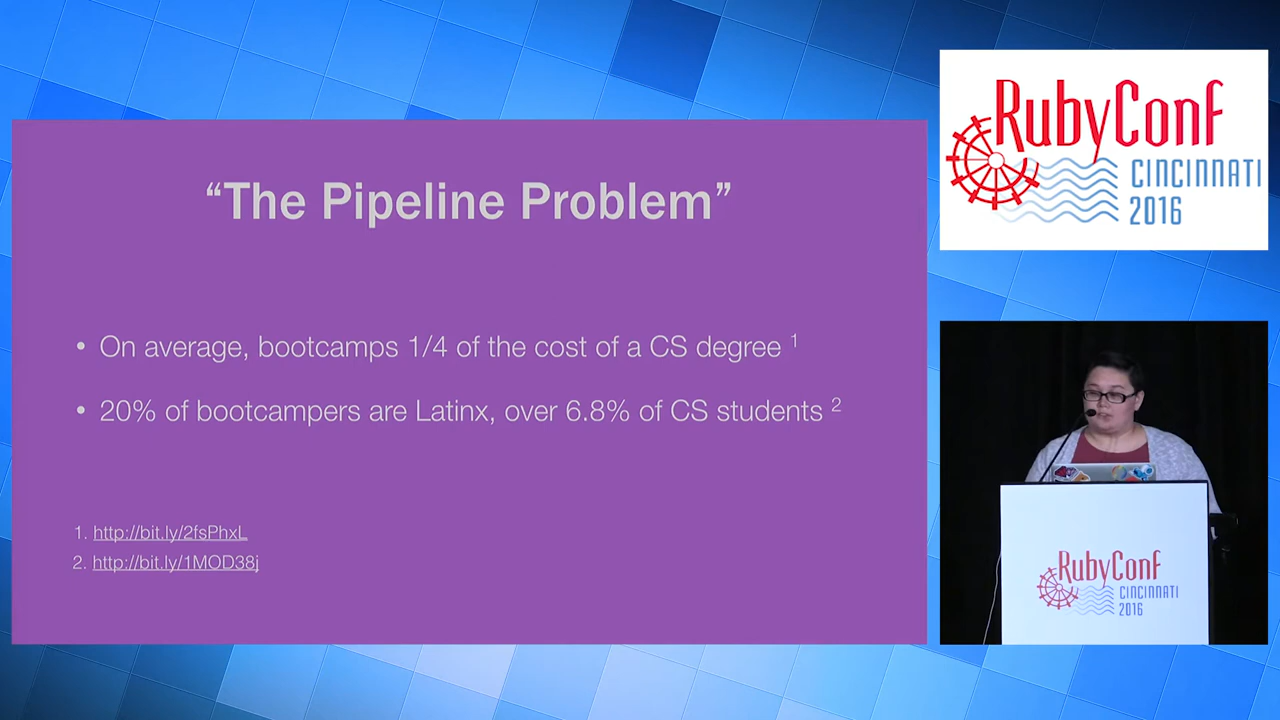 “The Pipeline Problem”
• On average, bootcamps 1/4 of the cost of a CS degree 1
• 20% of bootcampers are Latinx, over 6.8% of CS students 2
1. http://bit.ly/2fsPhxL
2. http://bit.ly/1MOD38j
RubyConf
CINCINNATI
2016
RubyConf
CINCINNATI
2016